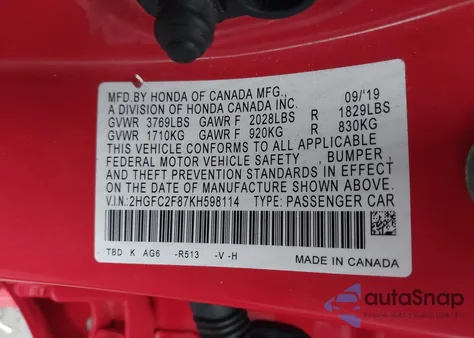 MFD.BY HONDA OF CANADA MFG., 09/'19
A DIVISION OF HONDA CANADA INC.
GVWR 3769LBS GAWR F 2028LBS R 1829LBS
GVWR 1710KG GAWR F 920KG R 830KG
THIS VEHICLE CONFORMS TO ALL APPLICABLE
FEDERAL MOTOR VEHICLE SAFETY , BUMPER ,
AND THEFT PREVENTION STANDARDS IN EFFECT
ON THE DATE OF MANUFACTURE SHOWN ABOVE.
V.I.N.:2HGFC2F87KH598114 TYPE: PASSENGER CAR
TBD K AG6 -R513 -V -H
MADE IN CANADA
autoSnap